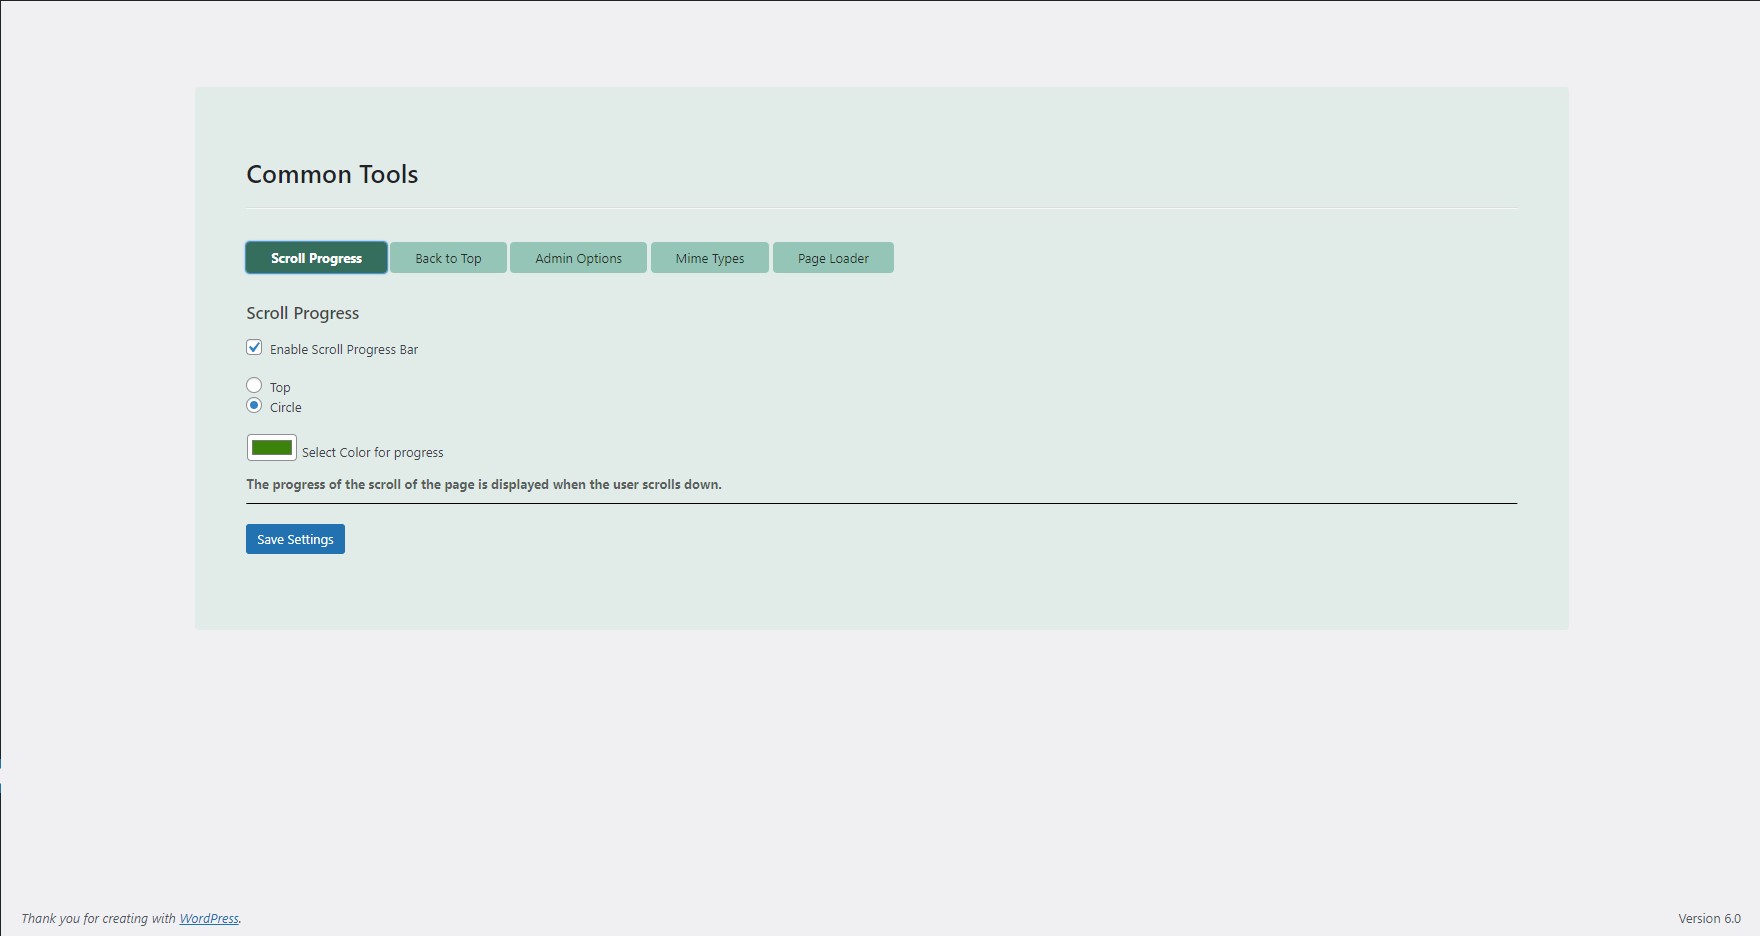 Common Tools
Scroll Progress Back to Top Admin Options Mime Types Page Loader
Scroll Progress
Enable Scroll Progress Bar
Top
Circle
Select Color for progress
The progress of the scroll of the page is displayed when the user scrolls down.
Save Settings
Thank you for creating with WordPress. Version 6.0